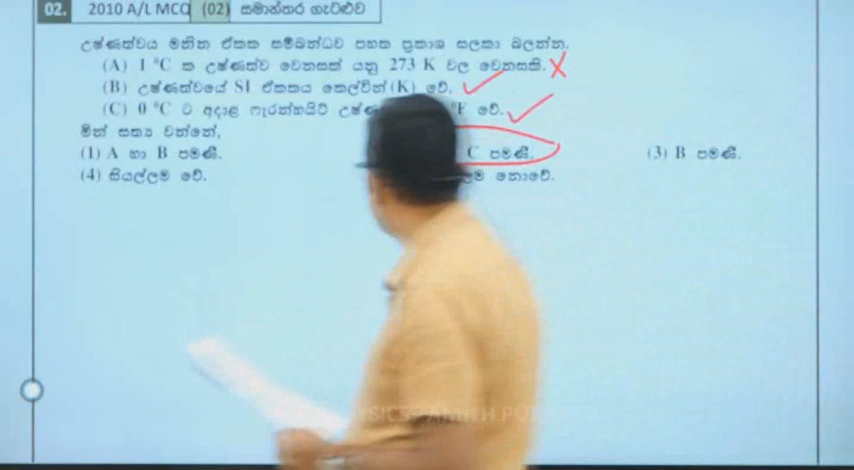 02. 2010 A/L MCQ (02) සමාන්තර ගැටළුව
උෂ්ණත්වය මනින ඒකක සම්බන්ධව පහත ප්‍රකාශ සලකා බලන්න.
(A) 1 °C ක උෂ්ණත්ව වෙනසක් යනු 273 K වල වෙනසකි.
(B) උෂ්ණත්වයේ SI ඒකකය කෙල්වින් (K) වේ.
(C) 0 °C ට අදාළ ෆැරන්හයිට් °F වේ.
මින් සත්‍ය වන්නේ,
(1) A හා B පමණි. C පමණි. (3) B පමණි.
(4) සියල්ලම වේ. නොවේ.